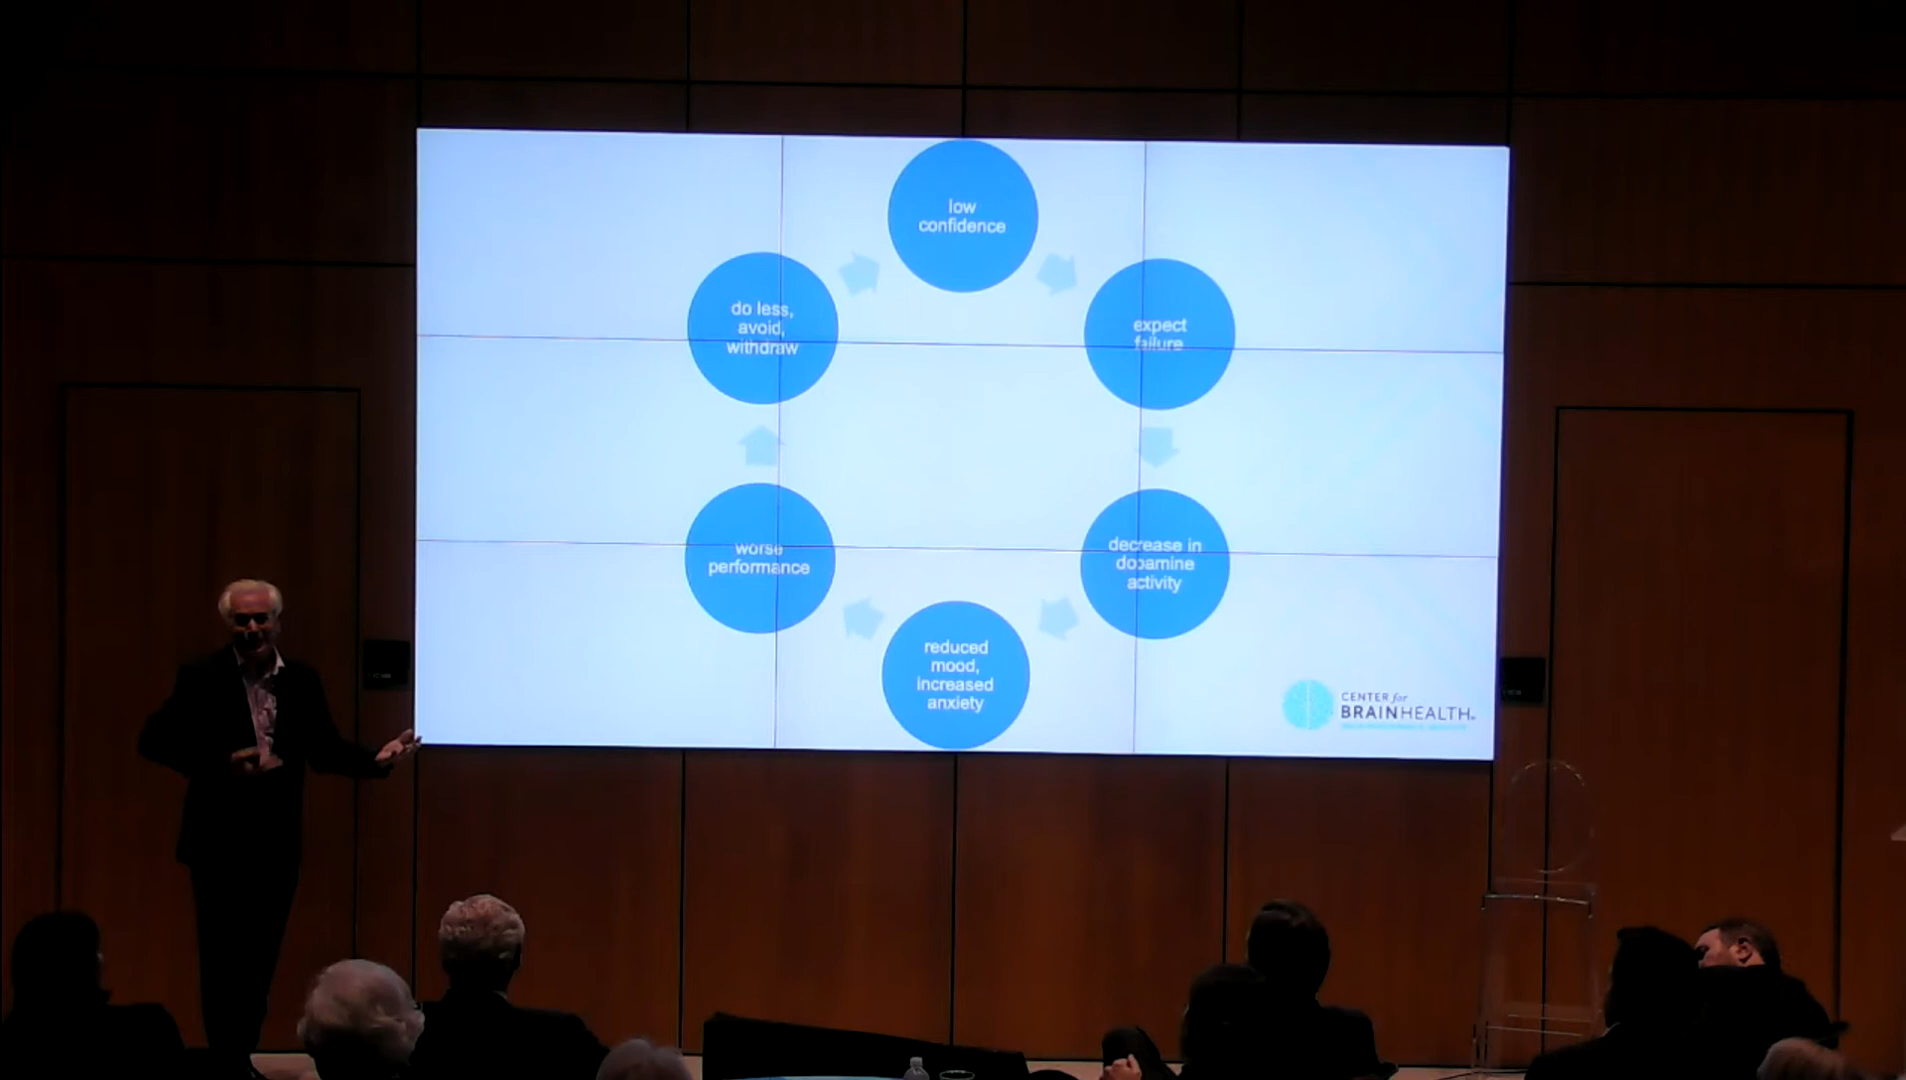 low
confidence
expect
failure
decrease in
dopamine
activity
reduced
mood,
increased
anxiety
worse
performance
do less,
avoid,
withdraw
CENTER for
BRAINHEALTH